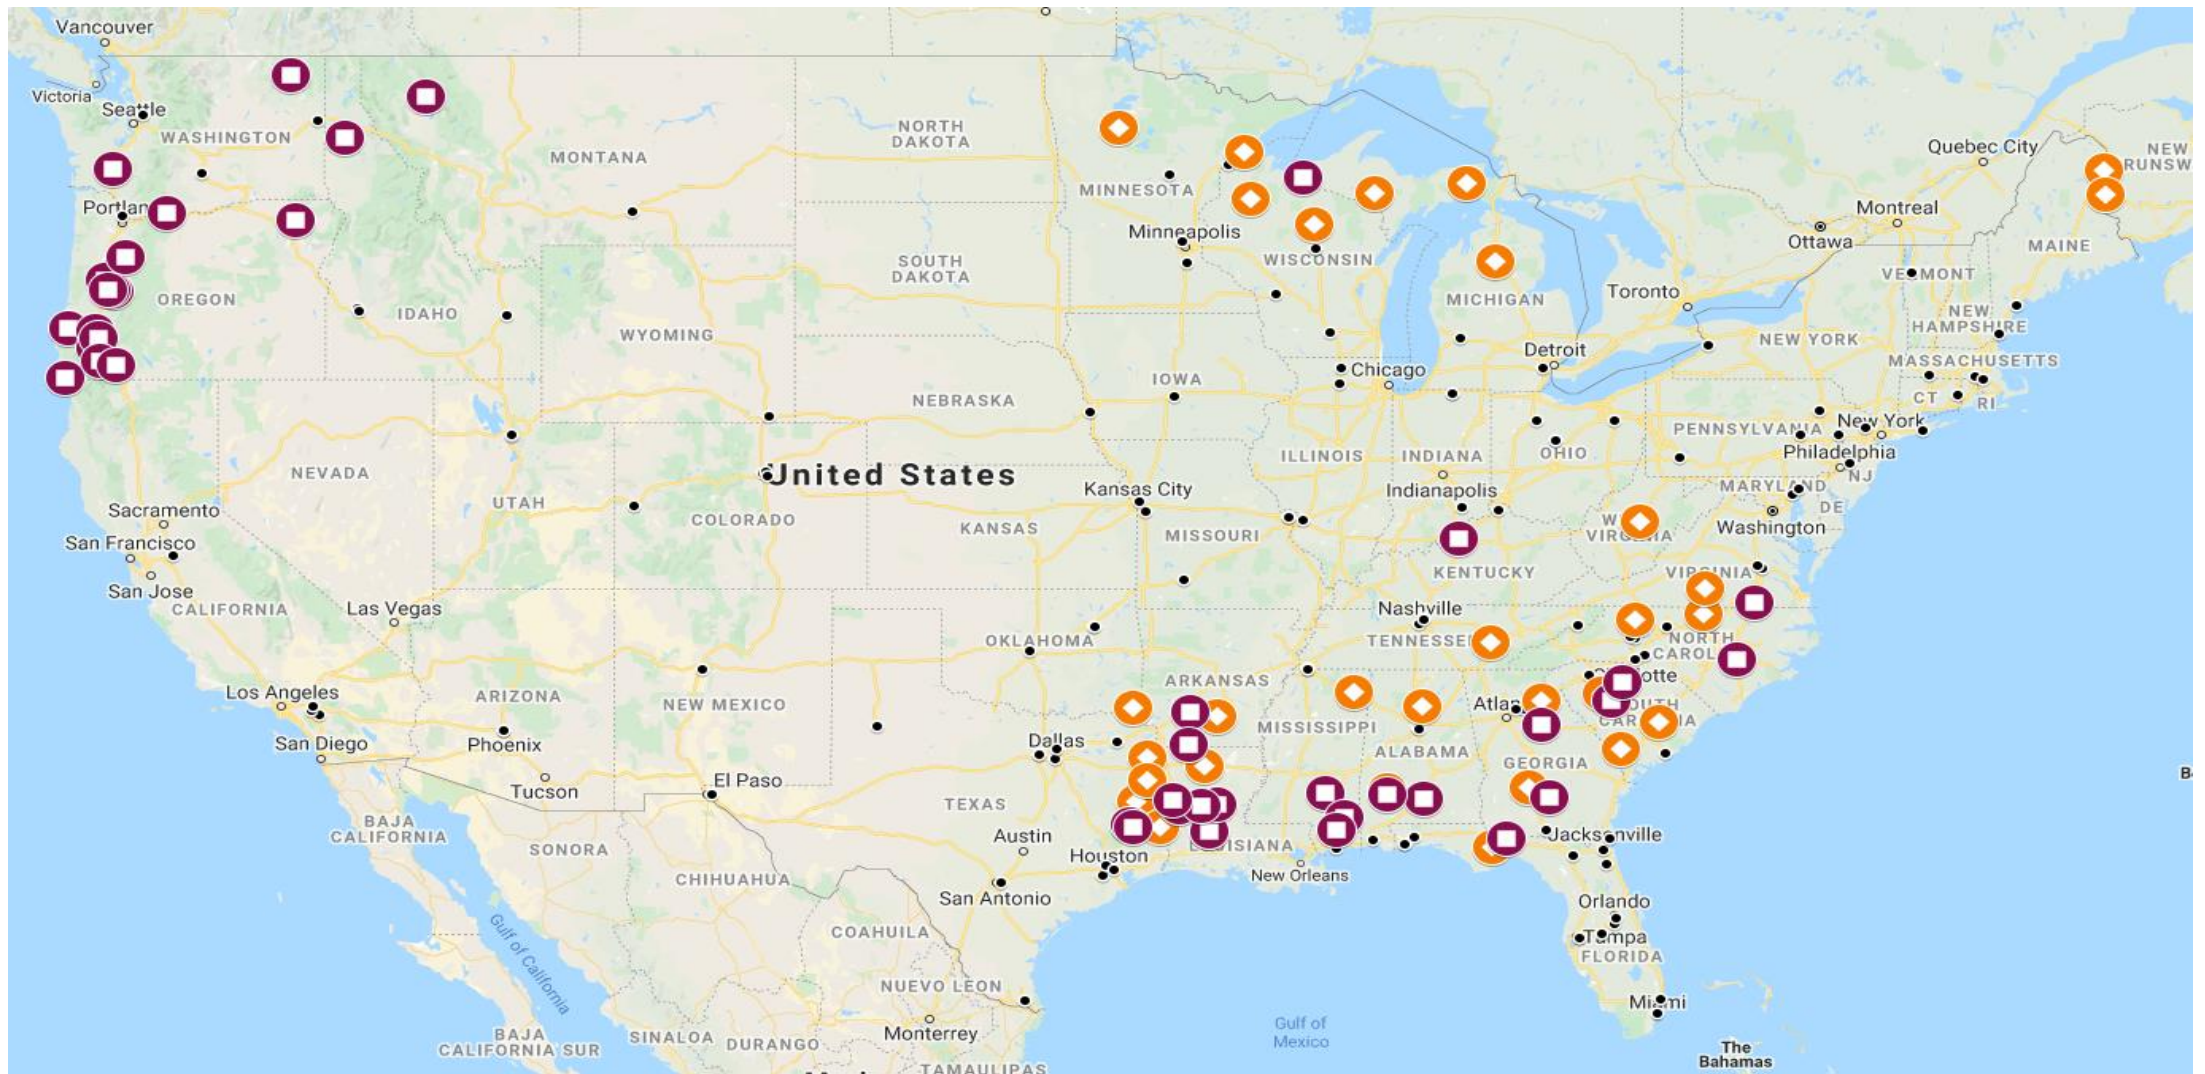 Vancouver
Victoria
Seattle
WASHINGTON
MONTANA
NORTH
DAKOTA
MINNESOTA
Quebec City
NEW
RUNSW
Montreal
Ottawa
MAINE
Portlan
Minneapolis
WISCONSIN
SOUTH
DAKOTA
MICHIGAN
Toronto
VERMONT
OREGON
IDAHO
WYOMING
NEW
HAMPSHIRE
NEW YORK
Detroit
MASSACHUSETTS
Chicago
IOWA
NEBRASKA
CT
RI
PENNSYLVANIA
New York
NEVADA
UTAH
United States
ILLINOIS
INDIANA
OHIO
Philadelphia
NJ
MARYLAND
DE
Kansas City
Indianapolis
Sacramento
COLORADO
KANSAS
MISSOURI
W
VIRGINIA
Washington
San Francisco
San Jose
CALIFORNIA
Las Vegas
KENTUCKY
VIRGINIA
Nashville
TENNESSE
OKLAHOMA
NORTH
CAROL
ARKANSAS
Los Angeles
ARIZONA
NEW MEXICO
Atlan
MISSISSIPPI
ALABAMA
GEORGIA
San Diego
Phoenix
Dallas
Tucson
El Paso
TEXAS
BAJA
CALIFORNIA
SONORA
Austin
Houston
Jacksonville
CHIHUAHUA
San Antonio
New Orleans
Orlando
Gulf of California
COAHUILA
Tampa
FLORIDA
NUEVO LEON
Miami
BAJA
CALIFORNIA SUR
SINALOA
DURANGO
Monterrey
Gulf of
Mexico
The
Bahamas
TAMAULIPAS